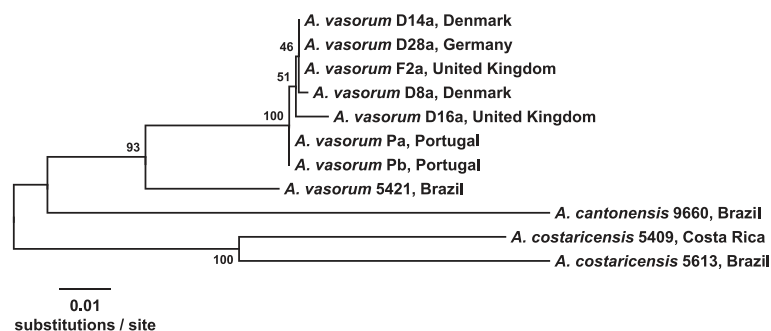 A. vasorum D14a, Denmark
46
A. vasorum D28a, Germany
A. vasorum F2a, United Kingdom
51
A. vasorum D8a, Denmark
100
A. vasorum D16a, United Kingdom
A. vasorum Pa, Portugal
93
A. vasorum Pb, Portugal
A. vasorum 5421, Brazil
A. cantonensis 9660, Brazil
A. costaricensis 5409, Costa Rica
100
A. costaricensis 5613, Brazil
0.01
substitutions / site